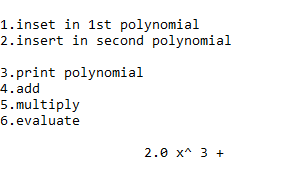 1.inset in 1st polynomial
2.insert in second polynomial
3.print polynomial
4.add
5.multiply
6.evaluate
2.0 x^ 3 +